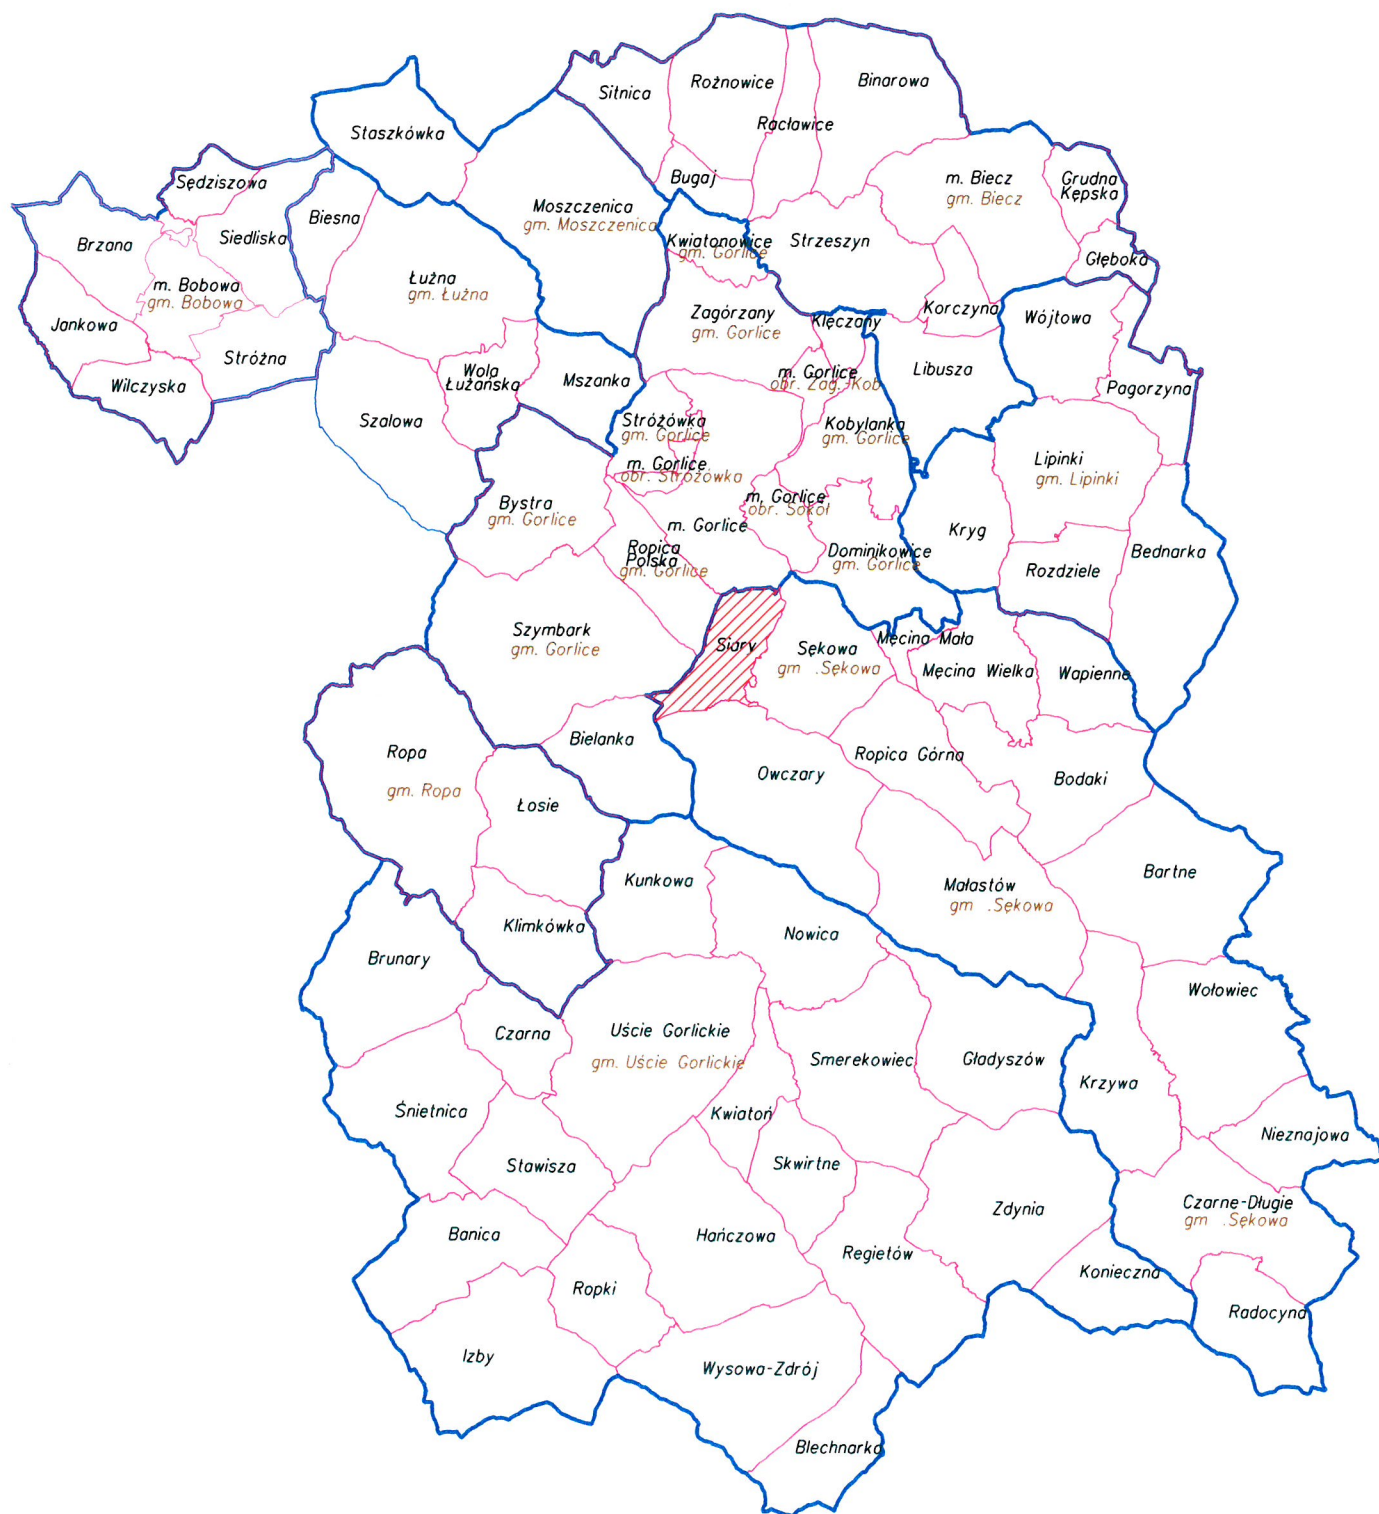 Rożnowice
Binarowa
Sitnica
Racławice
Staszkówka
Bugaj
m. Biecz
gm. Biecz
Grudna
Kępska
Sędziszowa
Biesna
Moszczenica
gm. Moszczenica
Siedliska
Brzana
Kwiatonowice
gm. Gorlice
Strzeszyn
Głęboka
m. Bobowa
gm. Bobowa
Łużna
gm. Łużna
Zagórzany
gm. Gorlice
Klęczany
Korczyna
Wójtowa
Jankowa
Stróżna
Wilczyska
Wola
Łużańska
Mszanka
m. Gorlice
obr. Zag.-Kob
Libusza
Pagorzyna
Szalowa
Stróżówka
gm. Gorlice
Kobylanka
gm. Gorlice
m. Gorlice
obr. Stróżówka
Lipinki
gm. Lipinki
Bystra
gm. Gorlice
m. Gorlice
obr. Sokół
m. Gorlice
Kryg
Ropica
Polska
gm. Gorlice
Dominikowice
gm. Gorlice
Rozdziele
Bednarka
Szymbark
gm. Gorlice
Siary
Sękowa
gm .Sękowa
Męcina Mała
Męcina Wielka
Wapienne
Bielanka
Ropa
gm. Ropa
Owczary
Ropica Górna
Bodaki
Łosie
Kunkowa
Małastów
gm .Sękowa
Bartne
Klimkówka
Nowica
Brunary
Wołowiec
Czarna
Uście Gorlickie
gm. Uście Gorlickie
Smerekowiec
Gładyszów
Krzywa
Śnietnica
Kwiatoń
Nieznajowa
Stawisza
Skwirtne
Zdynia
Czarne-Długie
gm .Sękowa
Banica
Hańczowa
Regietów
Ropki
Konieczna
Radocyna
Izby
Wysowa-Zdrój
Blechnarka